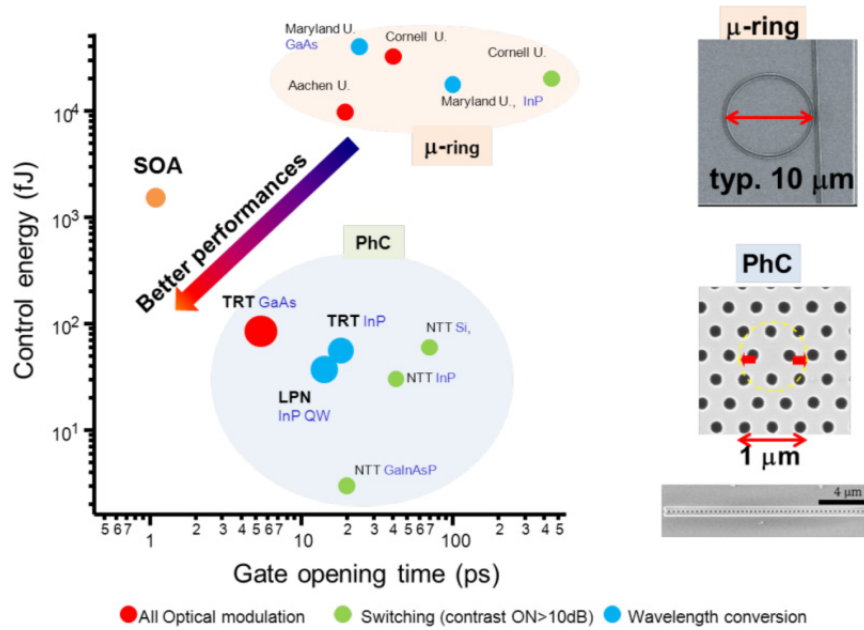 Maryland U.
GaAs
Cornell U.
Cornell U.
Aachen U.
Maryland U., InP
μ-ring
SOA
Better performances
PhC
TRT GaAs
TRT InP
NTT Si,
LPN
InP QW
NTT InP
NTT GaInAsP
Control energy (fJ)
10^4
10^3
10^2
10^1
5 6 7 1 2 3 4 5 6 7 10 2 3 4 5 6 7 100 2 3 4 5
Gate opening time (ps)
All Optical modulation
Switching (contrast ON>10dB)
Wavelength conversion
μ-ring
typ. 10 μm
PhC
1 μm
4 μm